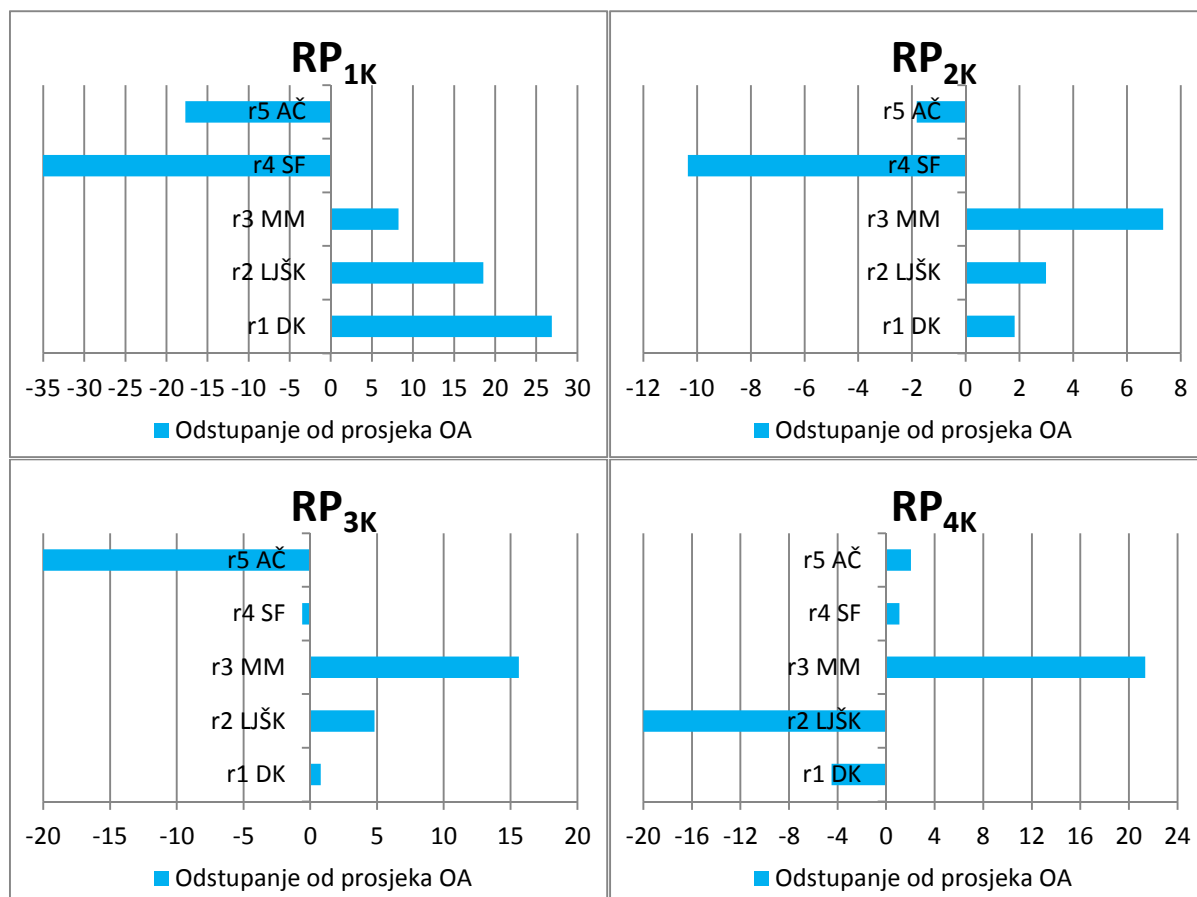 RP1K
r5 AČ
r4 SF
r3 MM
r2 LJŠK
r1 DK
-35 -30 -25 -20 -15 -10 -5 0 5 10 15 20 25 30
Odstupanje od prosjeka OA
RP2K
r5 AČ
r4 SF
r3 MM
r2 LJŠK
r1 DK
-12 -10 -8 -6 -4 -2 0 2 4 6 8
Odstupanje od prosjeka OA
RP3K
r5 AČ
r4 SF
r3 MM
r2 LJŠK
r1 DK
-20 -15 -10 -5 0 5 10 15 20
Odstupanje od prosjeka OA
RP4K
r5 AČ
r4 SF
r3 MM
r2 LJŠK
r1 DK
-20 -16 -12 -8 -4 0 4 8 12 16 20 24
Odstupanje od prosjeka OA